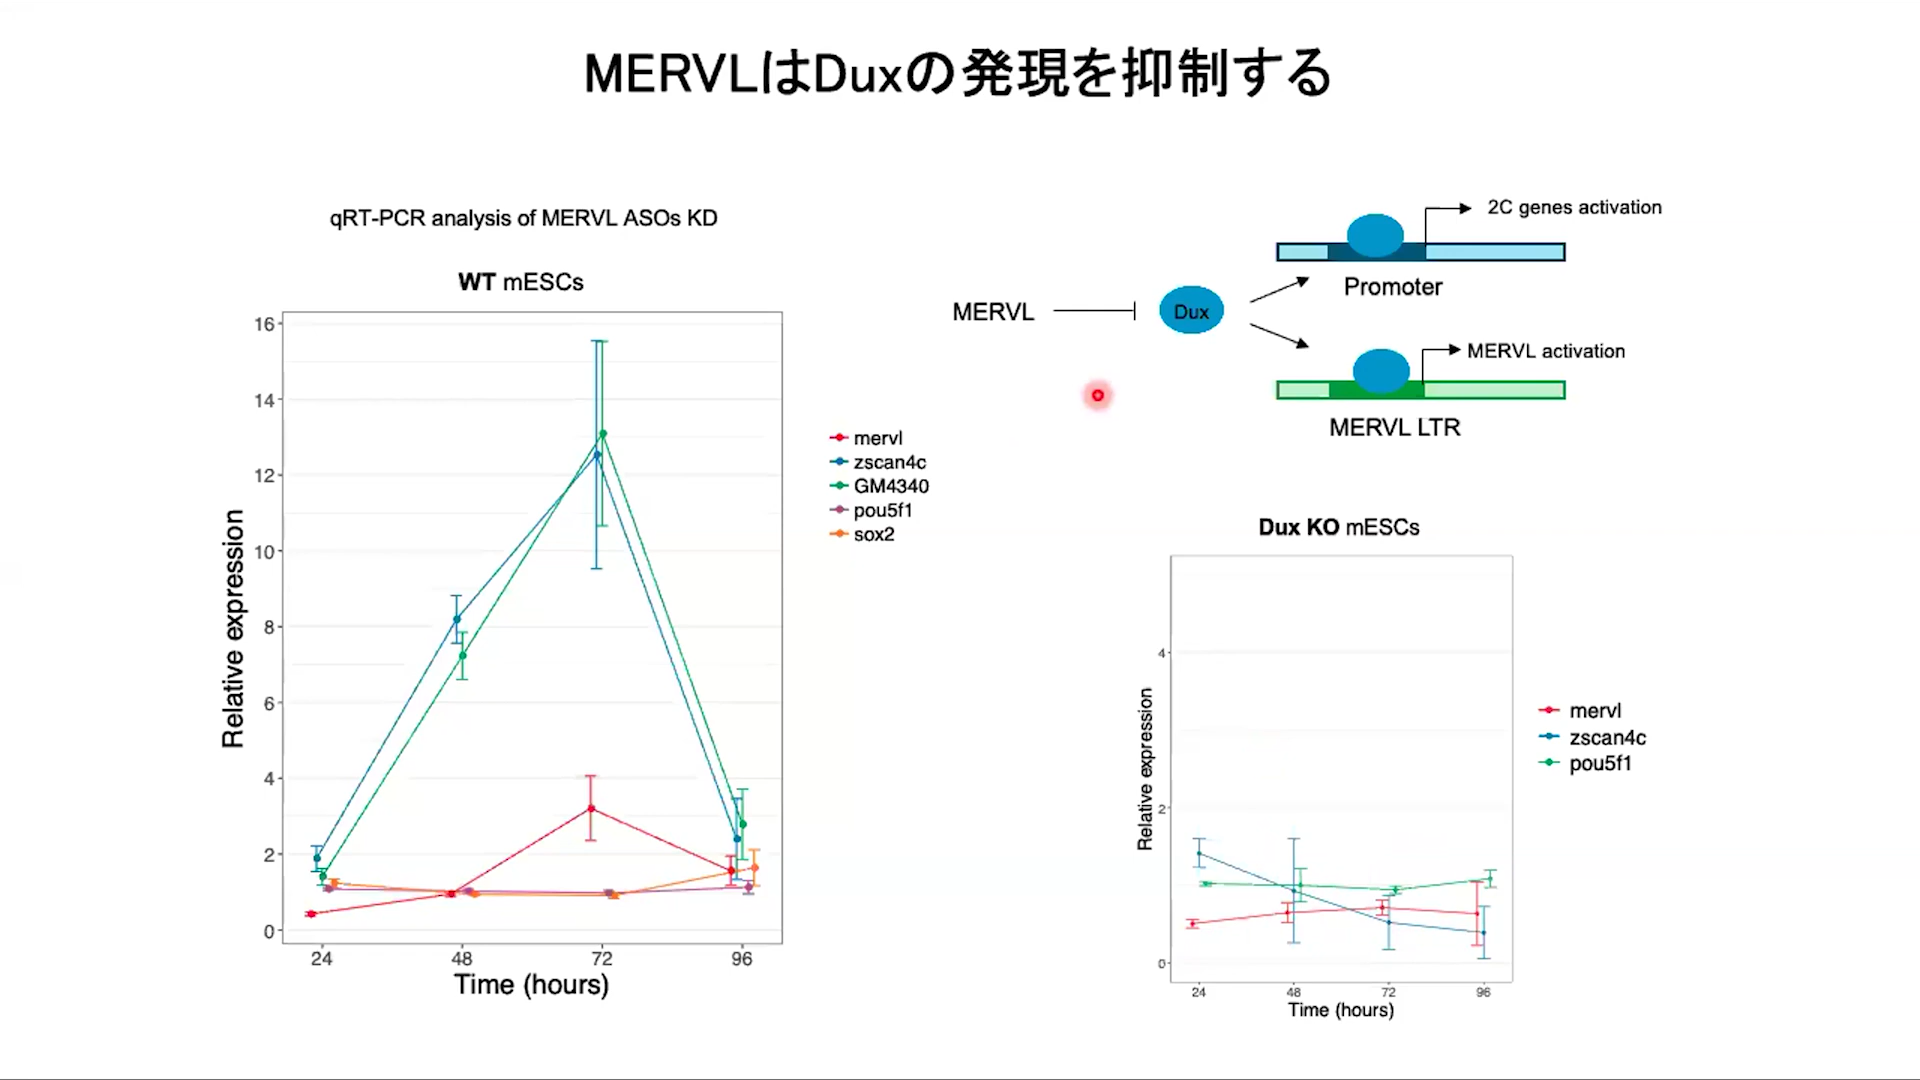 MERVLはDuxの発現を抑制する
qRT-PCR analysis of MERVL ASOs KD
WT mESCs
Relative expression
16
14
12
10
8
6
4
2
0
24 48 72 96
Time (hours)
mervl
zscan4c
GM4340
pou5f1
sox2
2C genes activation
Promoter
MERVL
Dux
MERVL activation
MERVL LTR
Dux KO mESCs
Relative expression
4
2
0
24 48 72 96
Time (hours)
mervl
zscan4c
pou5f1